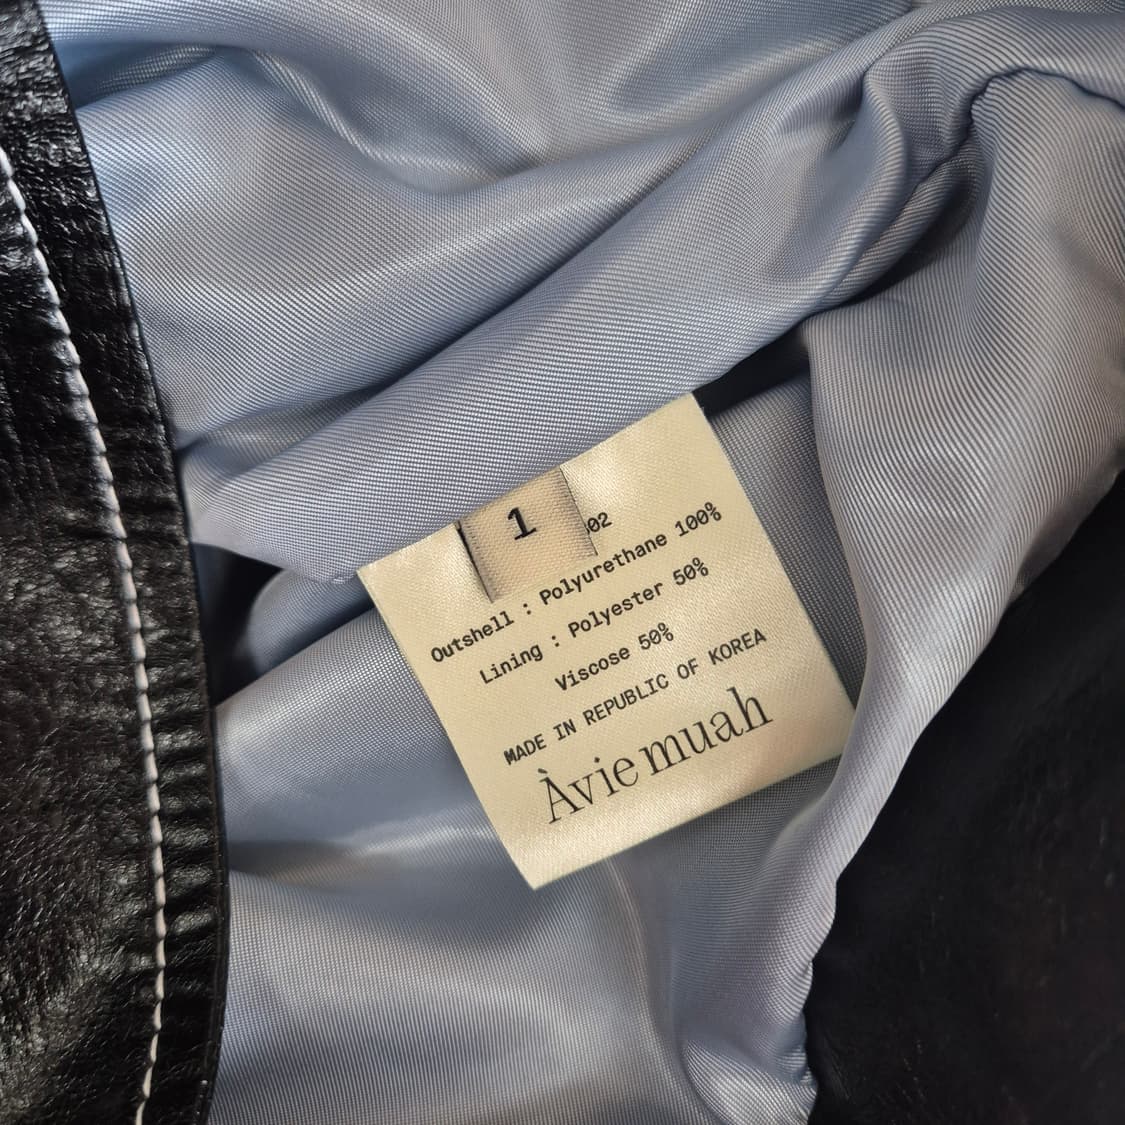 1
02
Outshell : Polyurethane 100%
Lining : Polyester 50%
Viscose 50%
MADE IN REPUBLIC OF KOREA
Àvie muah